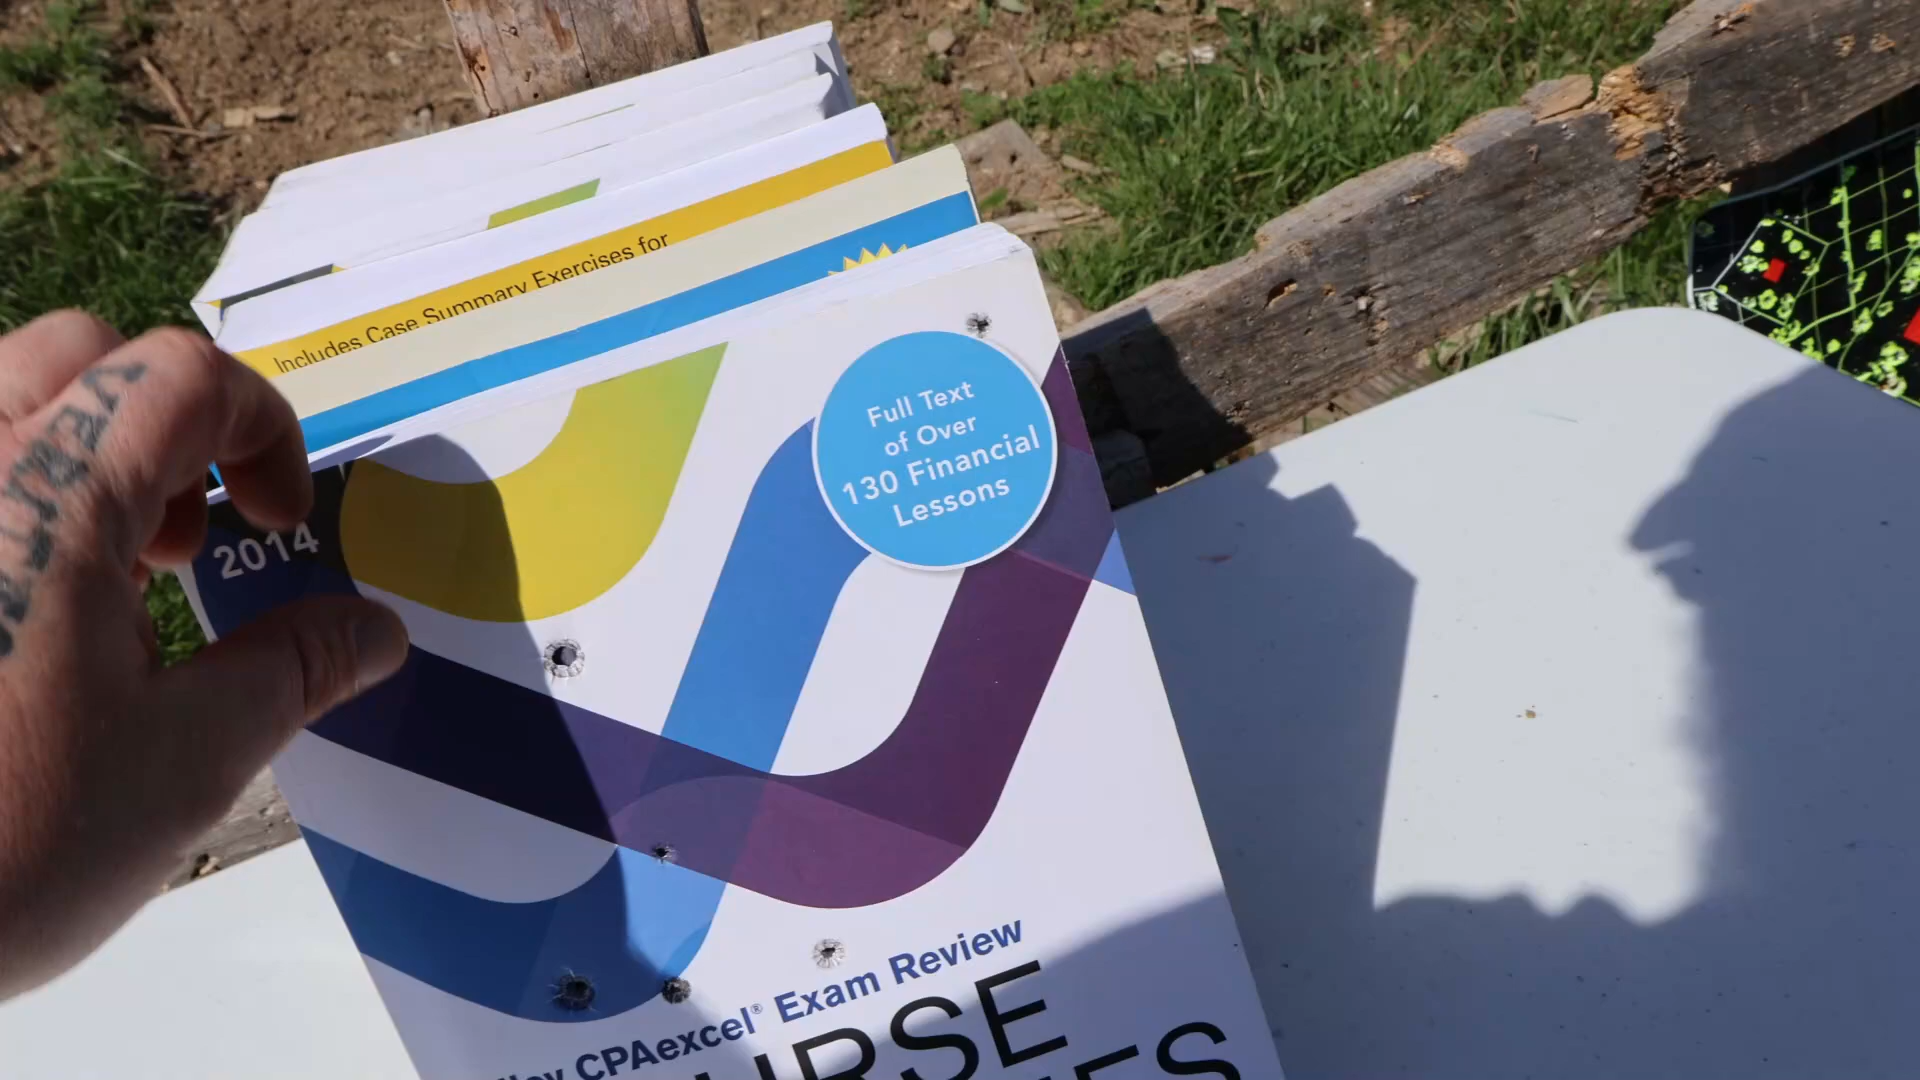 Includes Case Summary Exercises for
Full Text
of Over
130 Financial
Lessons
2014
CPAexcel® Exam Review